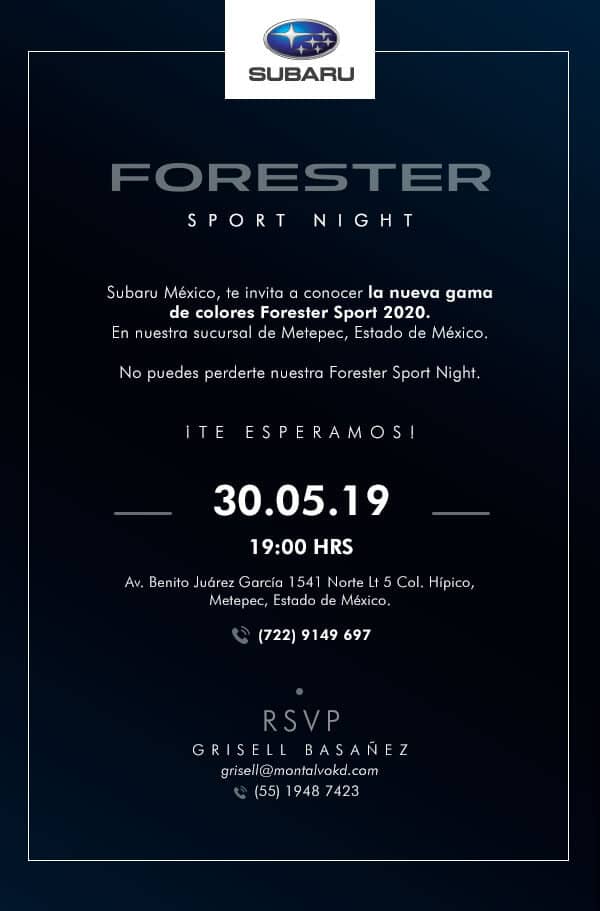 SUBARU
FORESTER
SPORT NIGHT
Subaru México, te invita a conocer la nueva gama
de colores Forester Sport 2020.
En nuestra sucursal de Metepec, Estado de México.
No puedes perderte nuestra Forester Sport Night.
¡TE ESPERAMOS!
30.05.19
19:00 HRS
Av. Benito Juárez García 1541 Norte Lt 5 Col. Hípico,
Metepec, Estado de México.
(722) 9149 697
RSVP
GRISELL BASAÑEZ
grisell@montalvokd.com
(55) 1948 7423